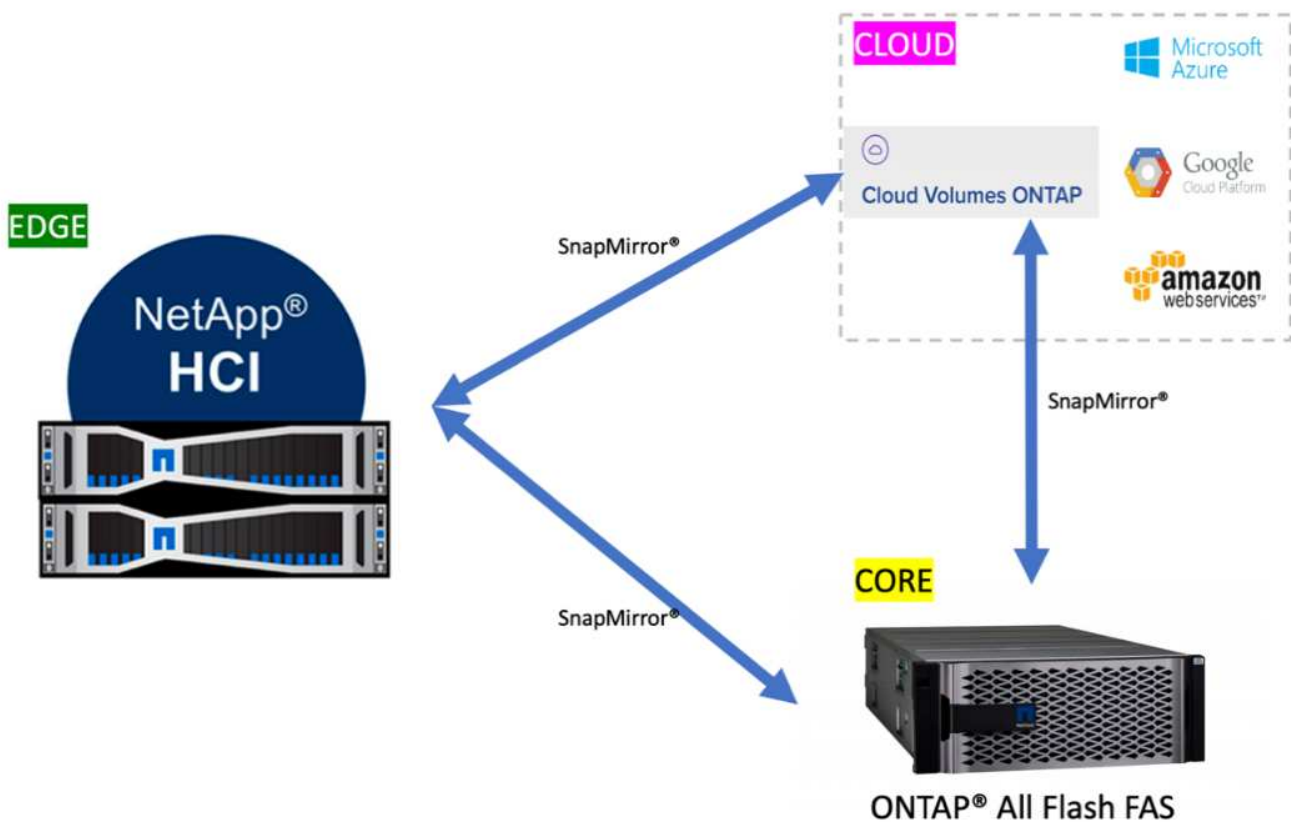 CLOUD
Microsoft
Azure
Cloud Volumes ONTAP
Google
Cloud Platform
amazon
webservices™
EDGE
NetApp®
HCI
SnapMirror®
SnapMirror®
SnapMirror®
CORE
ONTAP® All Flash FAS